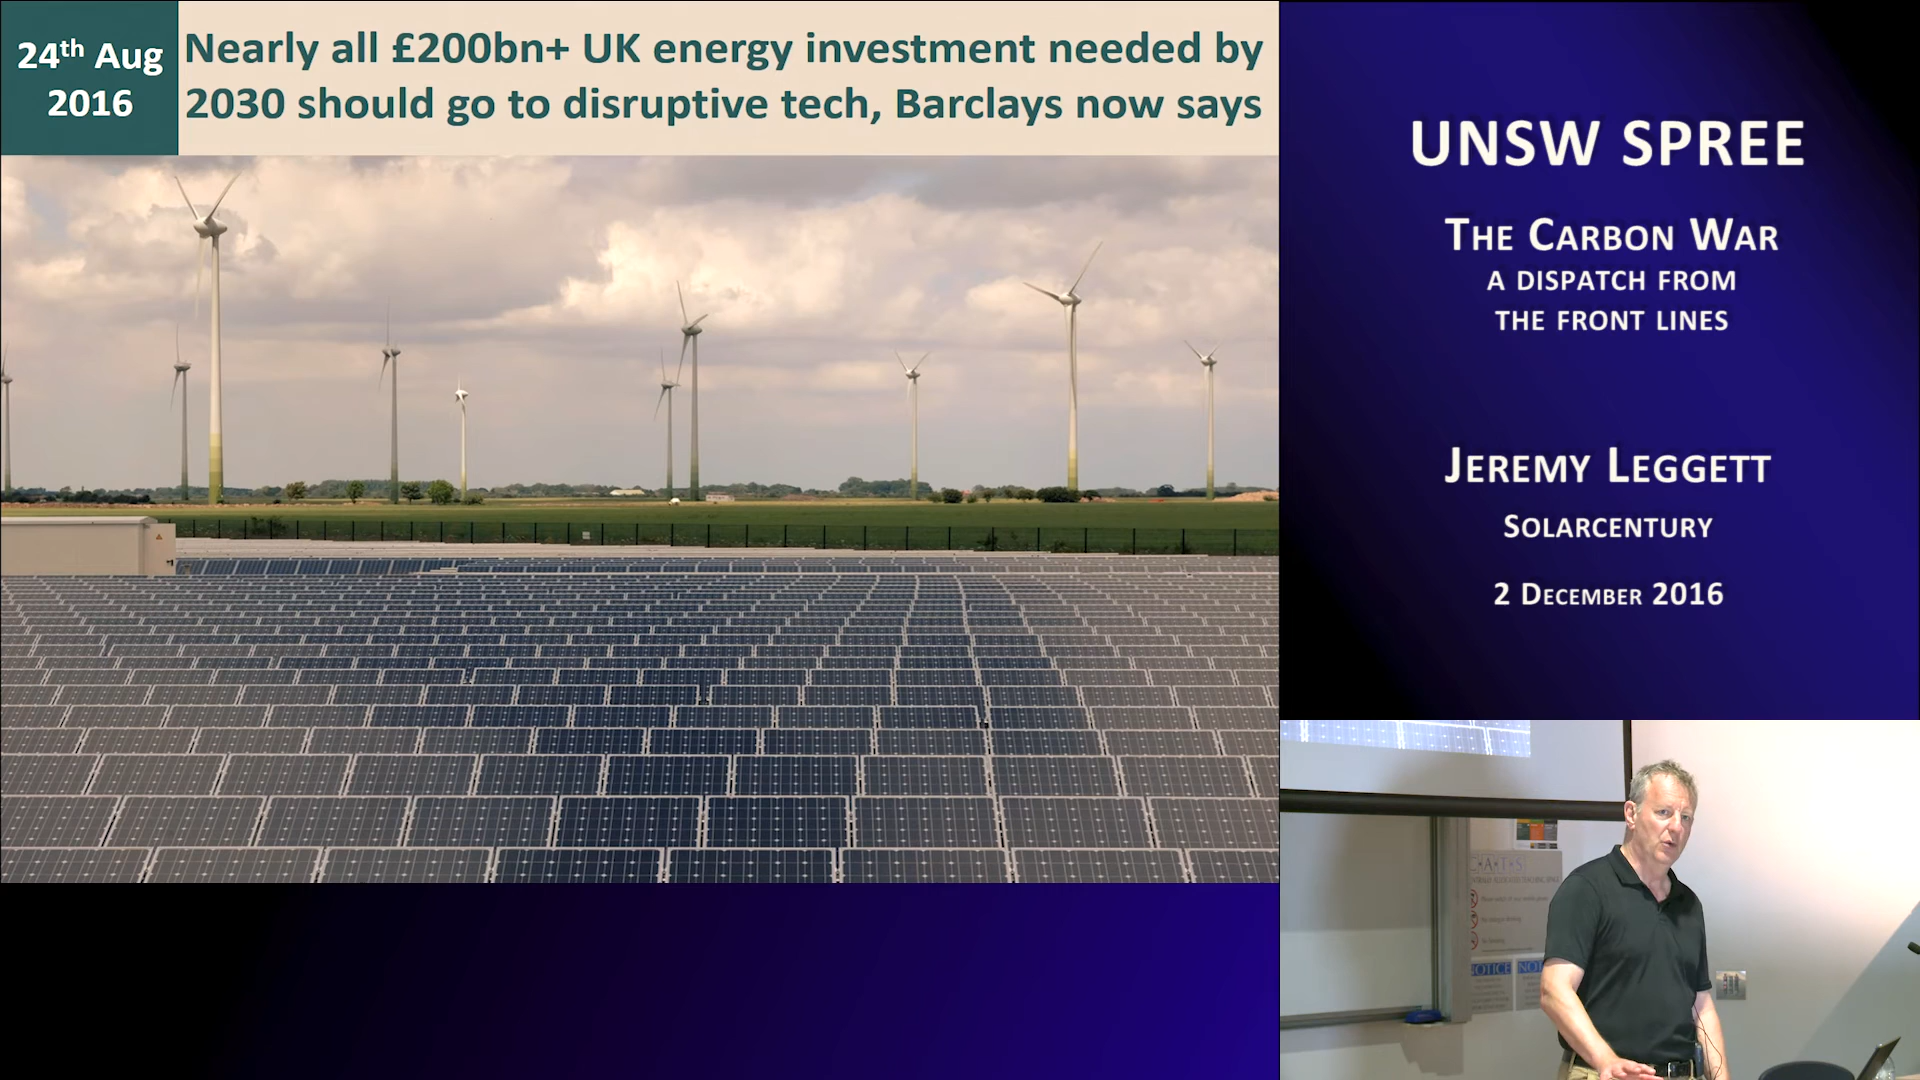 24th Aug
2016
Nearly all £200bn+ UK energy investment needed by
2030 should go to disruptive tech, Barclays now says
UNSW SPREE
THE CARBON WAR
A DISPATCH FROM
THE FRONT LINES
JEREMY LEGGETT
SOLARCENTURY
2 DECEMBER 2016
NOTICE